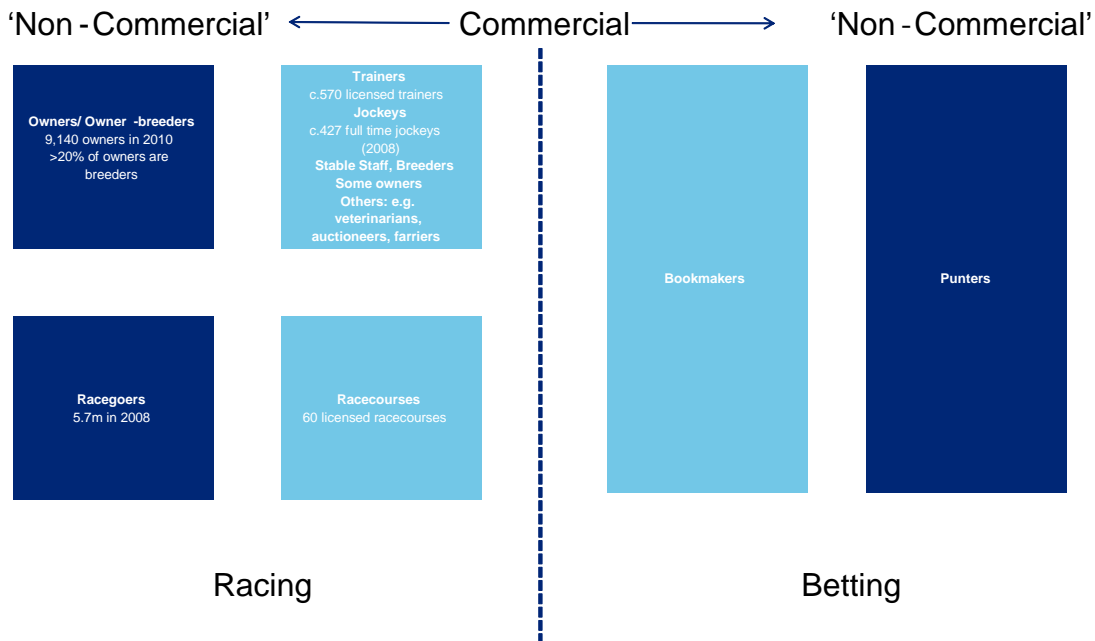 ‘Non - Commercial’
Commercial
‘Non - Commercial’
Owners/ Owner -breeders
9,140 owners in 2010
>20% of owners are
breeders
Trainers
c.570 licensed trainers
Jockeys
c.427 full time jockeys
(2008)
Stable Staff, Breeders
Some owners
Others: e.g.
veterinarians,
auctioneers, farriers
Bookmakers
Punters
Racegoers
5.7m in 2008
Racecourses
60 licensed racecourses
Racing
Betting